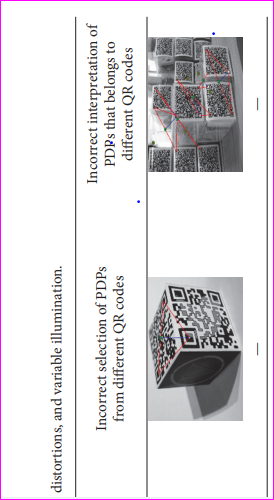 distortions, and variable illumination.
Incorrect selection of PDPs
from different QR codes
Incorrect interpretation of
PDPs that belongs to
different QR codes
—
—